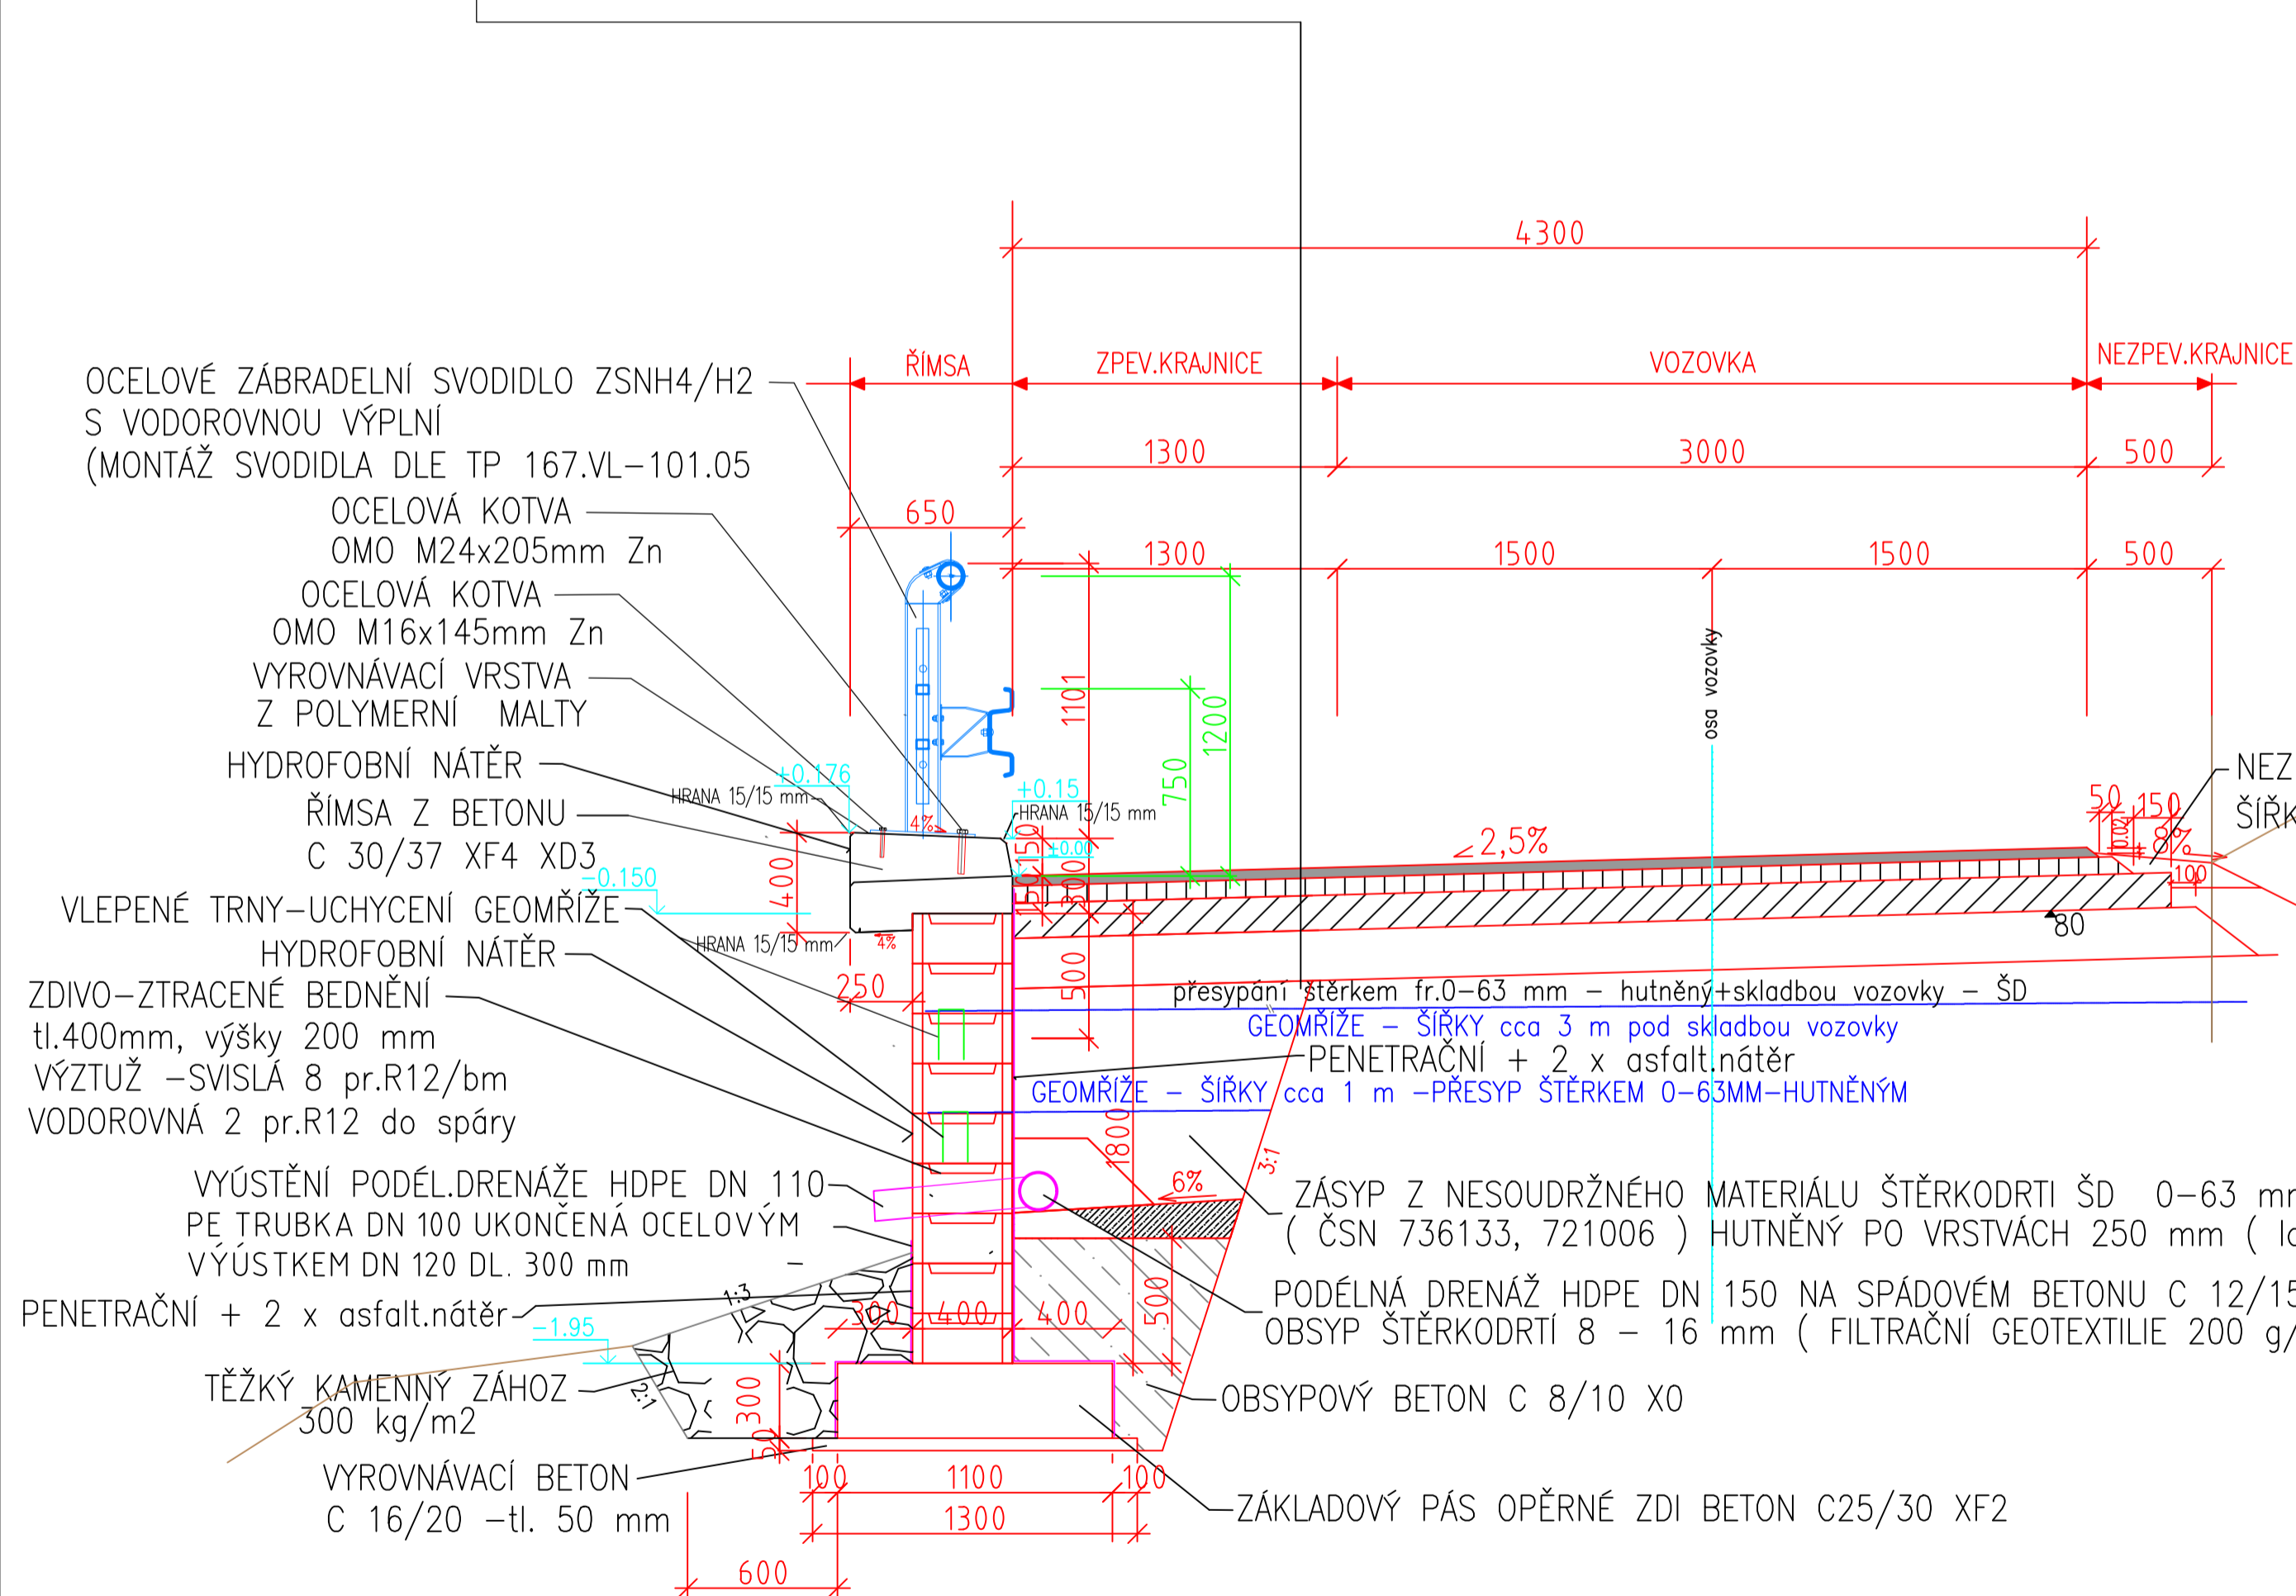 4300
ŘÍMSA
ZPEV.KRAJNICE
VOZOVKA
NEZPEV.KRAJNICE
OCELOVÉ ZÁBRADELNÍ SVODIDLO ZSNH4/H2
S VODOROVNOU VÝPLNÍ
(MONTÁŽ SVODIDLA DLE TP 167.VL-101.05
1300
3000
500
650
OCELOVÁ KOTVA
OMO M24x205mm Zn
1300
1500
1500
500
OCELOVÁ KOTVA
OMO M16x145mm Zn
osa vozovky
VYROVNÁVACÍ VRSTVA
Z POLYMERNÍ MALTY
1101
1200
750
HYDROFOBNÍ NÁTĚR
+0.176
+0.15
HRANA 15/15 mm
HRANA 15/15 mm
NEZ
ŠÍŘK
50
150
0.02
8%
100
ŘÍMSA Z BETONU
C 30/37 XF4 XD3
4%
150
±0.00
2,5%
400
50
300
-0.150
VLEPENÉ TRNY-UCHYCENÍ GEOMŘÍŽE
HRANA 15/15 mm
4%
80
HYDROFOBNÍ NÁTĚR
250
500
ZDIVO-ZTRACENÉ BEDNĚNÍ
tl.400mm, výšky 200 mm
VÝZTUŽ -SVISLÁ 8 pr.R12/bm
VODOROVNÁ 2 pr.R12 do spáry
přesypání štěrkem fr.0-63 mm - hutněný+skladbou vozovky - ŠD
GEOMŘÍŽE - ŠÍŘKY cca 3 m pod skladbou vozovky
PENETRAČNÍ + 2 x asfalt.nátěr
GEOMŘÍŽE - ŠÍŘKY cca 1 m -PŘESYP ŠTĚRKEM 0-63MM-HUTNĚNÝM
1800
3:1
6%
VYÚSTĚNÍ PODÉL.DRENÁŽE HDPE DN 110
PE TRUBKA DN 100 UKONČENÁ OCELOVÝM
VÝÚSTKEM DN 120 DL. 300 mm -
ZÁSYP Z NESOUDRŽNÉHO MATERIÁLU ŠTĚRKODRTI ŠD 0-63
( ČSN 736133, 721006 ) HUTNĚNÝ PO VRSTVÁCH 250 mm (
PODÉLNÁ DRENÁŽ HDPE DN 150 NA SPÁDOVÉM BETONU C 12/15
OBSYP ŠTĚRKODRTÍ 8 - 16 mm ( FILTRAČNÍ GEOTEXTILIE 200 g/
1:3
PENETRAČNÍ + 2 x asfalt.nátěr
-1.95
300
400
400
500
TĚŽKÝ KAMENNÝ ZÁHOZ
300 kg/m2
2:1
300
50
OBSYPOVÝ BETON C 8/10 X0
VYROVNÁVACÍ BETON
C 16/20 -tl. 50 mm
100
1100
100
1300
ZÁKLADOVÝ PÁS OPĚRNÉ ZDI BETON C25/30 XF2
600